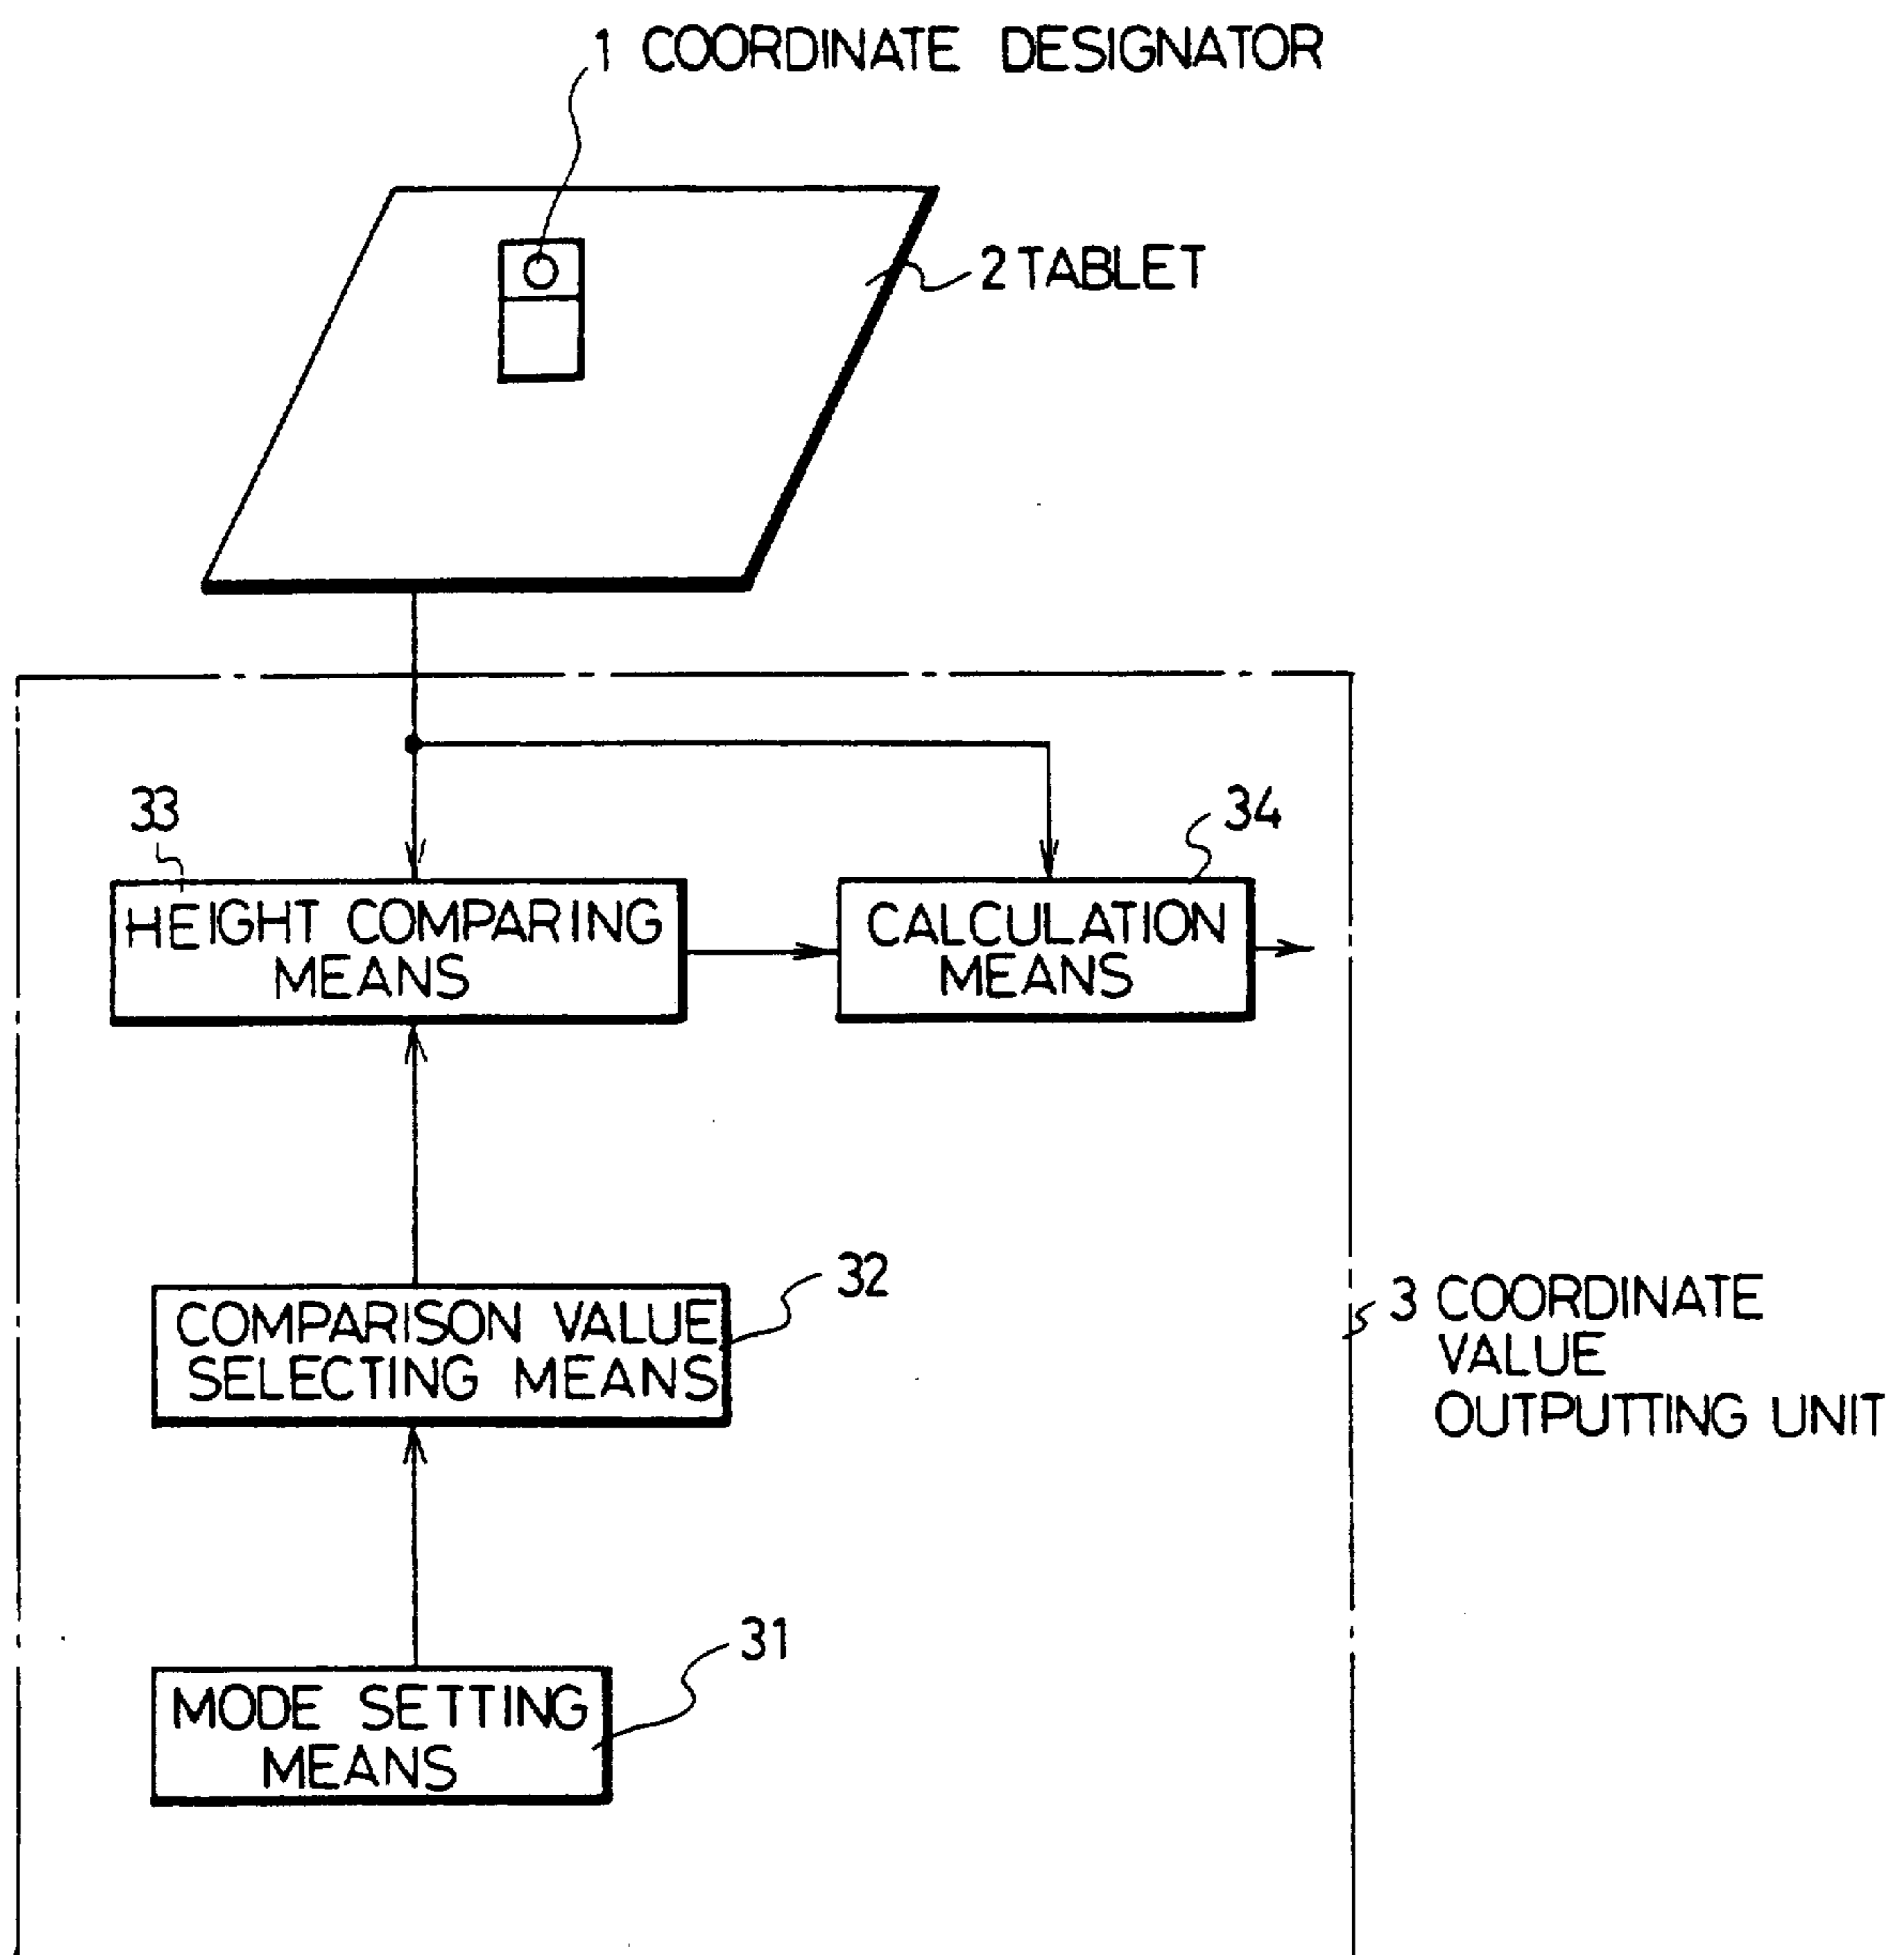 1 COORDINATE DESIGNATOR
2 TABLET
33
34
HEIGHT COMPARING
MEANS
CALCULATION
MEANS
32
COMPARISON VALUE
SELECTING MEANS
3 COORDINATE
VALUE
OUTPUTTING UNIT
31
MODE SETTING
MEANS